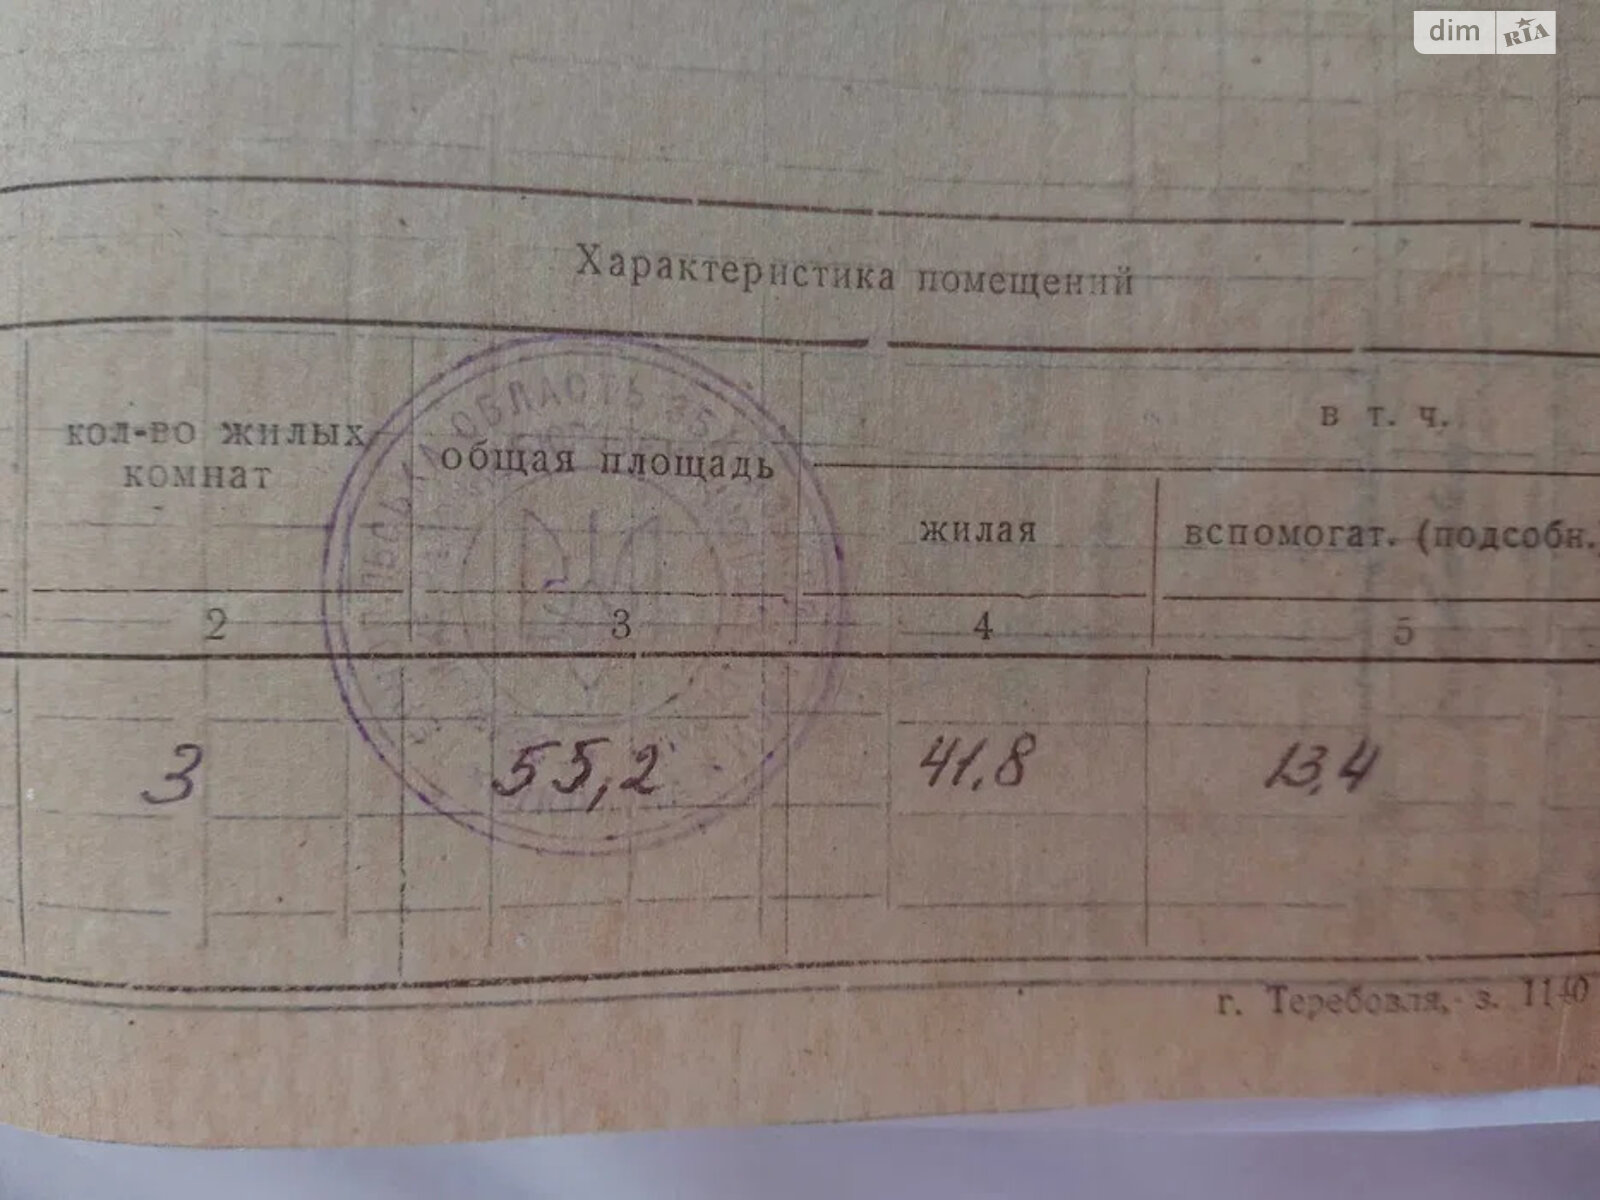 dim RIA
Характеристика помещений
кол-во жилых
комнат
общая площадь
в т. ч.
жилая
вспомогат. (подсобн.
2 3 4 5
3 55,2 41,8 13,4
г. Теребовля, з. 1140
ОБЛАСТЬ